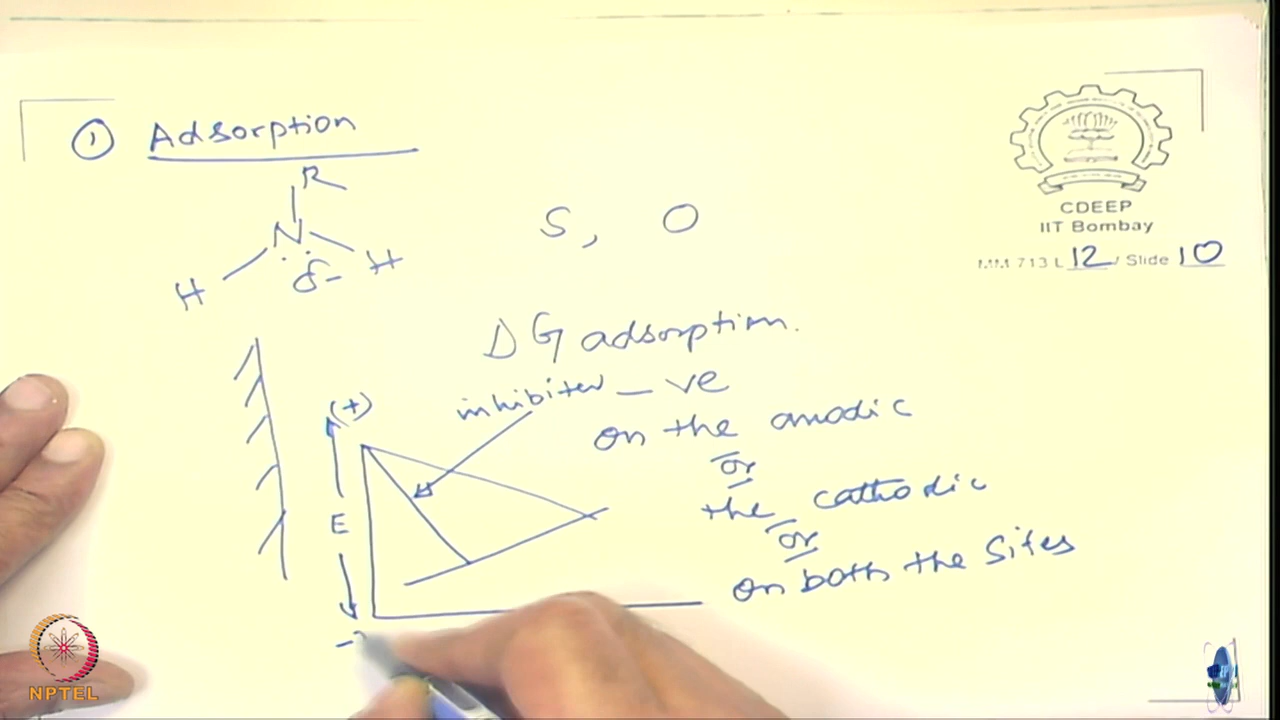 ① Adsorption
R
N
H
δ-
H
S, O
CDEEP
IIT Bombay
MM 713 L 12 / Slide 10
ΔG adsorption.
inhibited - ve
(+)
on the anodic
or
the cathodic
E
or
on both the sites
-
NPTEL